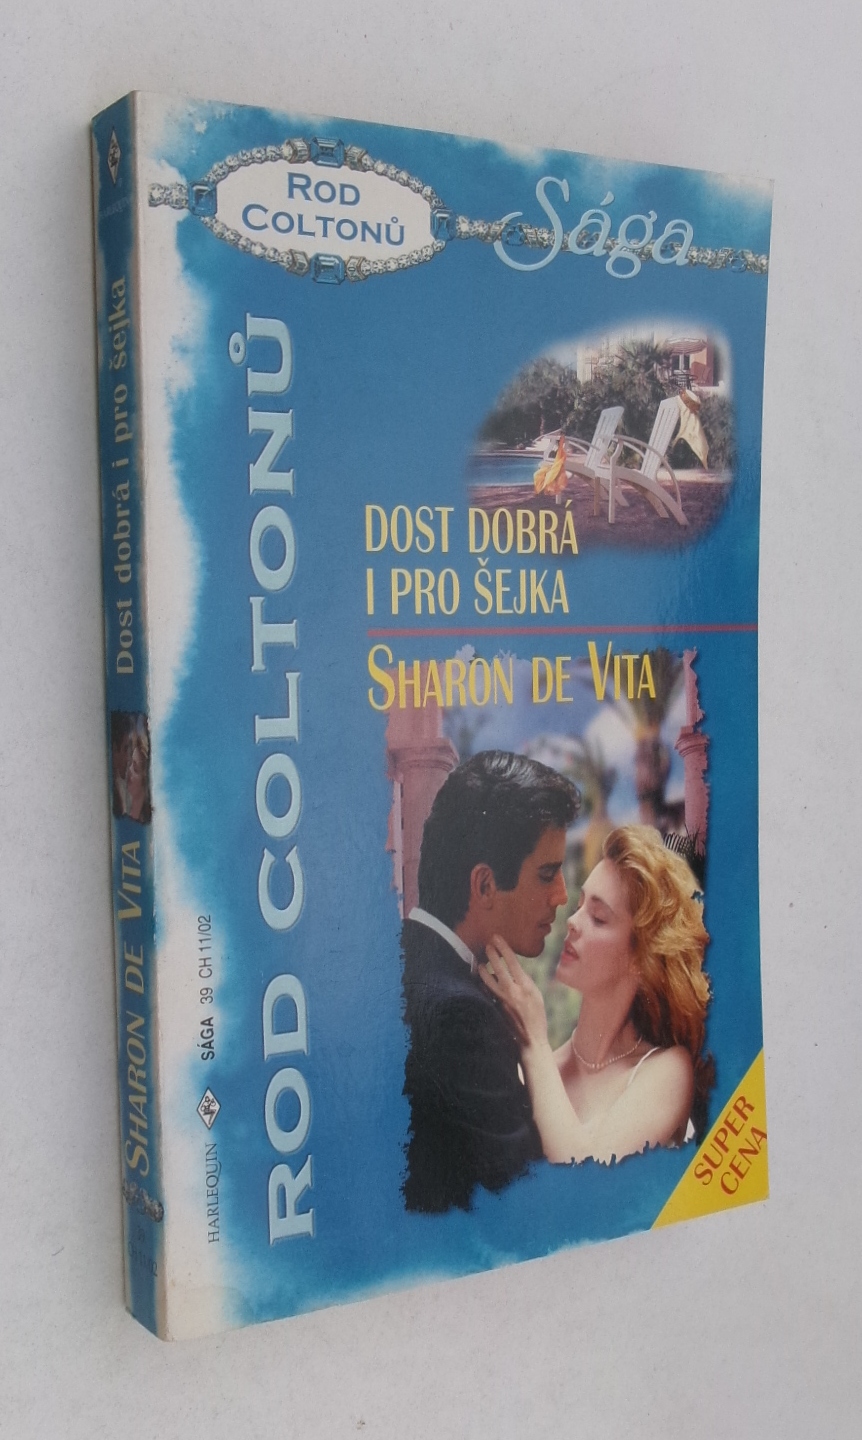 ROD
COLTONŮ
Sága
ROD COLTONŮ
DOST DOBRÁ
I PRO ŠEJKA
SHARON DE VITA
SUPER
CENA
HARLEQUIN
SÁGA 39 CH 11/02
HARLEQUIN
Dost dobrá i pro šejka
SHARON DE VITA